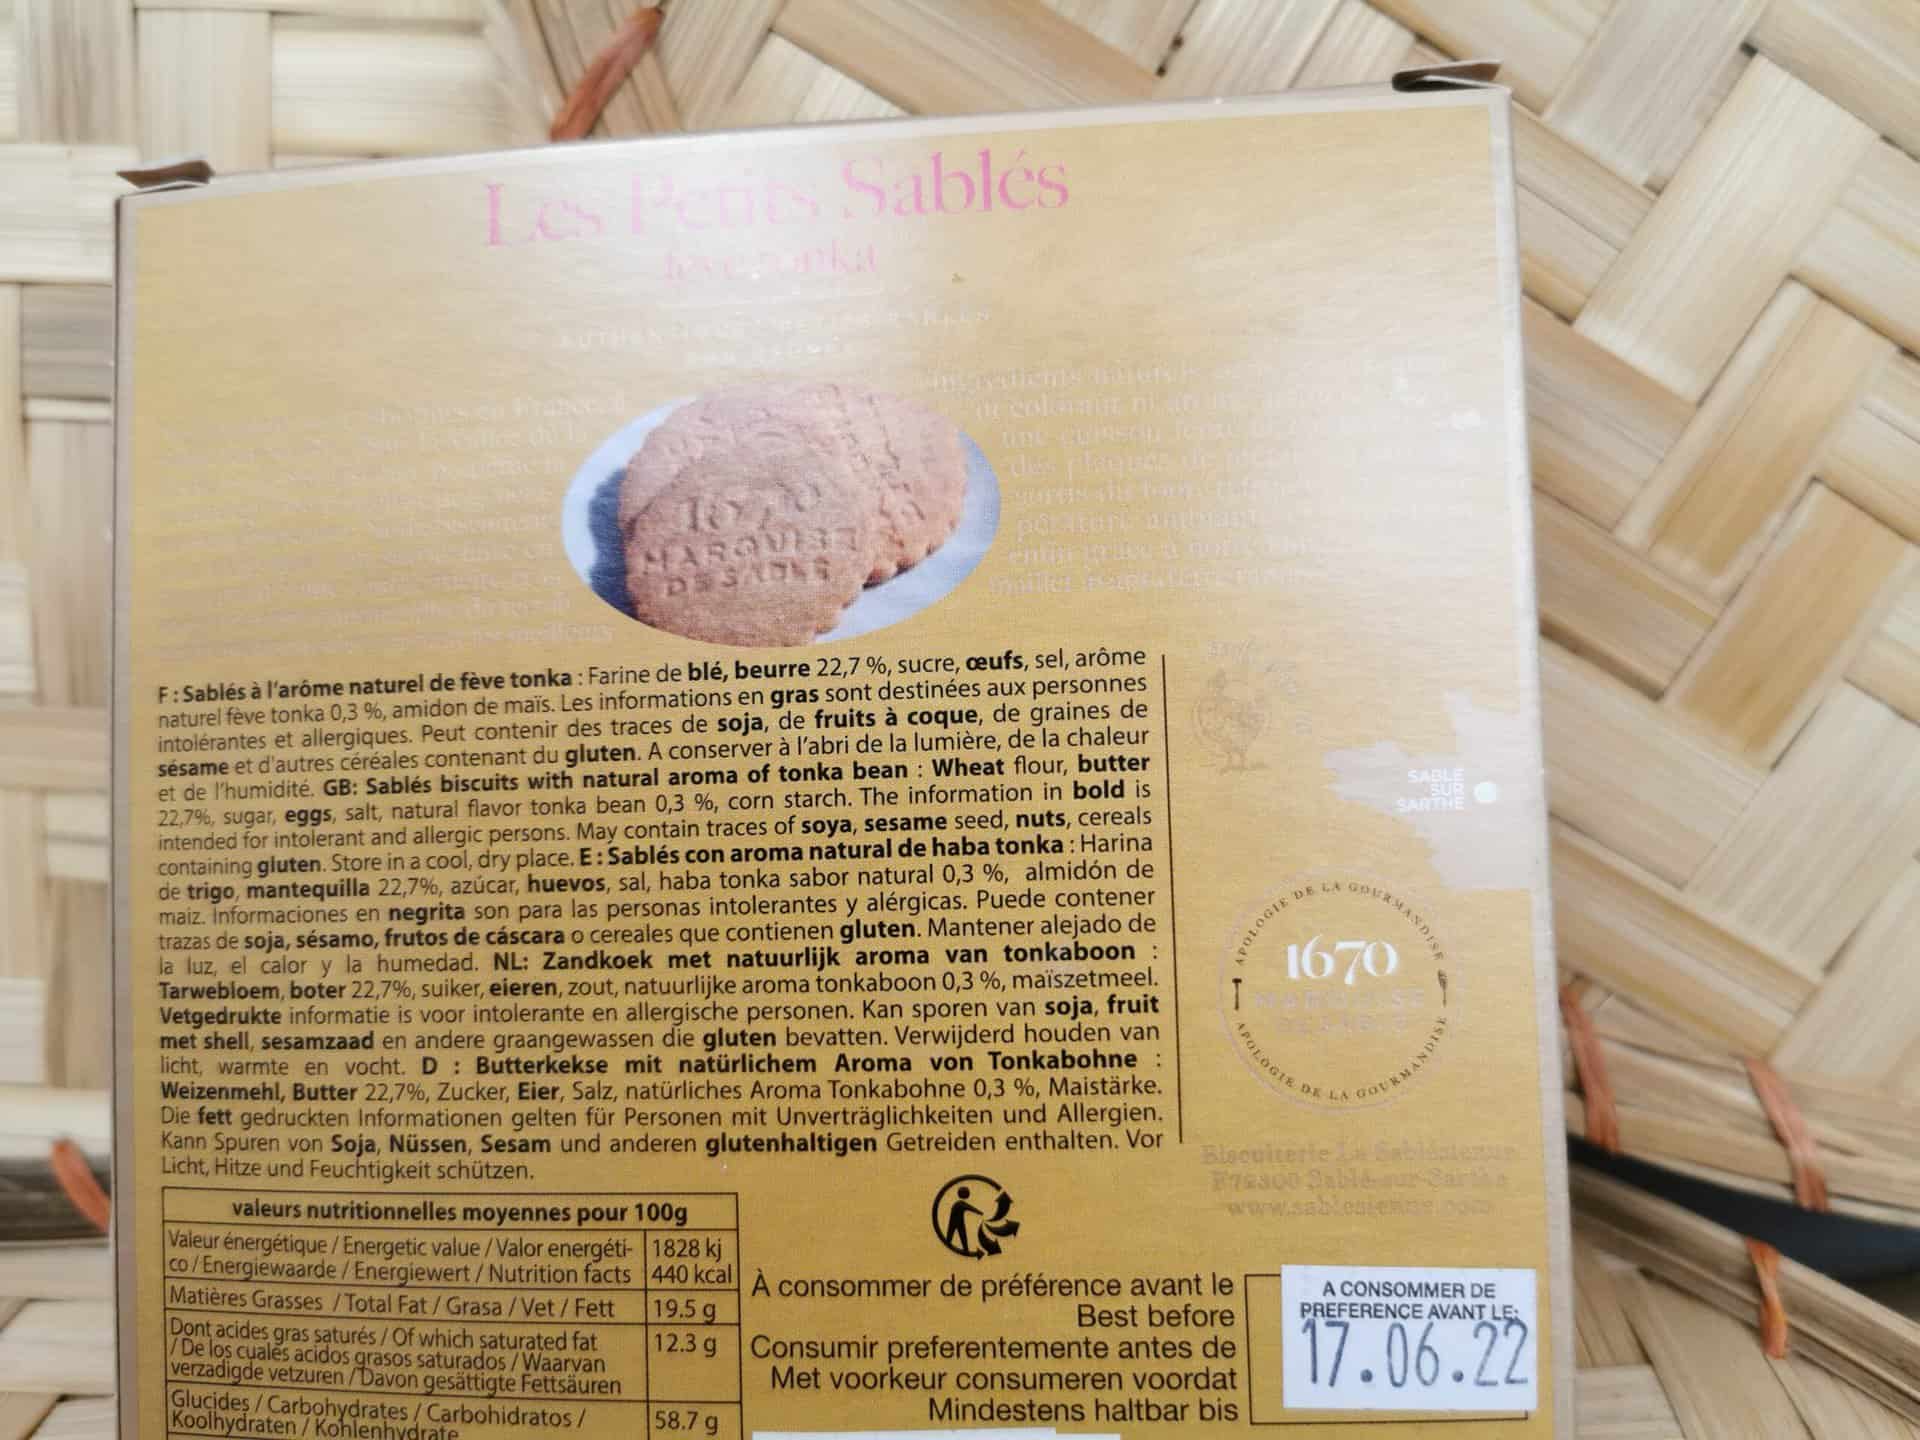 Les Petits Sablés
fève tonka
1670
MARQUISE
DE SABLÉ
F : Sablés à l'arôme naturel de fève tonka : Farine de blé, beurre 22,7 %, sucre, œufs, sel, arôme
naturel fève tonka 0,3 %, amidon de maïs. Les informations en gras sont destinées aux personnes
intolérantes et allergiques. Peut contenir des traces de soja, de fruits à coque, de graines de
sésame et d'autres céréales contenant du gluten. A conserver à l'abri de la lumière, de la chaleur
et de l'humidité. GB: Sablés biscuits with natural aroma of tonka bean : Wheat flour, butter
22,7%, sugar, eggs, salt, natural flavor tonka bean 0,3 %, corn starch. The information in bold is
intended for intolerant and allergic persons. May contain traces of soya, sesame seed, nuts, cereals
containing gluten. Store in a cool, dry place. E : Sablés con aroma natural de haba tonka : Harina
de trigo, mantequilla 22,7%, azúcar, huevos, sal, haba tonka sabor natural 0,3 %, almidón de
maiz. Informaciones en negrita son para las personas intolerantes y alérgicas. Puede contener
trazas de soja, sésamo, frutos de cáscara o cereales que contienen gluten. Mantener alejado de
la luz, el calor y la humedad. NL: Zandkoek met natuurlijk aroma van tonkaboon :
Tarwebloem, boter 22,7%, suiker, eieren, zout, natuurlijke aroma tonkaboon 0,3 %, maïszetmeel.
Vetgedrukte informatie is voor intolerante en allergische personen. Kan sporen van soja, fruit
met shell, sesamzaad en andere graangewassen die gluten bevatten. Verwijderd houden van
licht, warmte en vocht. D : Butterkekse mit natürlichem Aroma von Tonkabohne :
Weizenmehl, Butter 22,7%, Zucker, Eier, Salz, natürliches Aroma Tonkabohne 0,3 %, Maistärke.
Die fett gedruckten Informationen gelten für Personen mit Unverträglichkeiten und Allergien.
Kann Spuren von Soja, Nüssen, Sesam und anderen glutenhaltigen Getreiden enthalten. Vor
Licht, Hitze und Feuchtigkeit schützen.
SABLE
SUR
SARTHE
APOLOGIE DE LA GOURMANDISE
1670
MARQUISE
DE SABLÉ
APOLOGIE DE LA GOURMANDISE
Biscuiterie La Sablésienne
F72300 Sablé-sur-Sarthe
www.sablesienne.com
valeurs nutritionnelles moyennes pour 100g
Valeur énergétique / Energetic value / Valor energéti- 1828 kj
co / Energiewaarde / Energiewert / Nutrition facts 440 kcal
Matières Grasses / Total Fat / Grasa / Vet / Fett 19.5 g
Dont acides gras saturés / Of which saturated fat 12.3 g
/ De los cuales acidos grasos saturados / Waarvan
verzadigde vetzuren / Davon gesättigte Fettsäuren
Glucides / Carbohydrates / Carbohidratos / 58.7 g
Koolhydraten / Kohlenhydrate
À consommer de préférence avant le
Best before
Consumir preferentemente antes de
Met voorkeur consumeren voordat
Mindestens haltbar bis
A CONSOMMER DE
PREFERENCE AVANT LE:
17.06.22